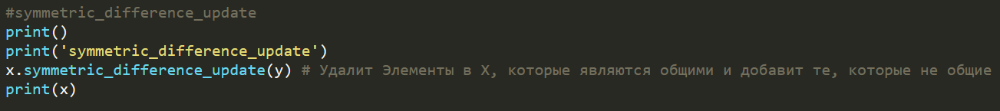 #symmetric_difference_update
print()
print('symmetric_difference_update')
x.symmetric_difference_update(y) # Удалит Элементы в X, которые являются общими и добавит те, которые не общие
print(x)